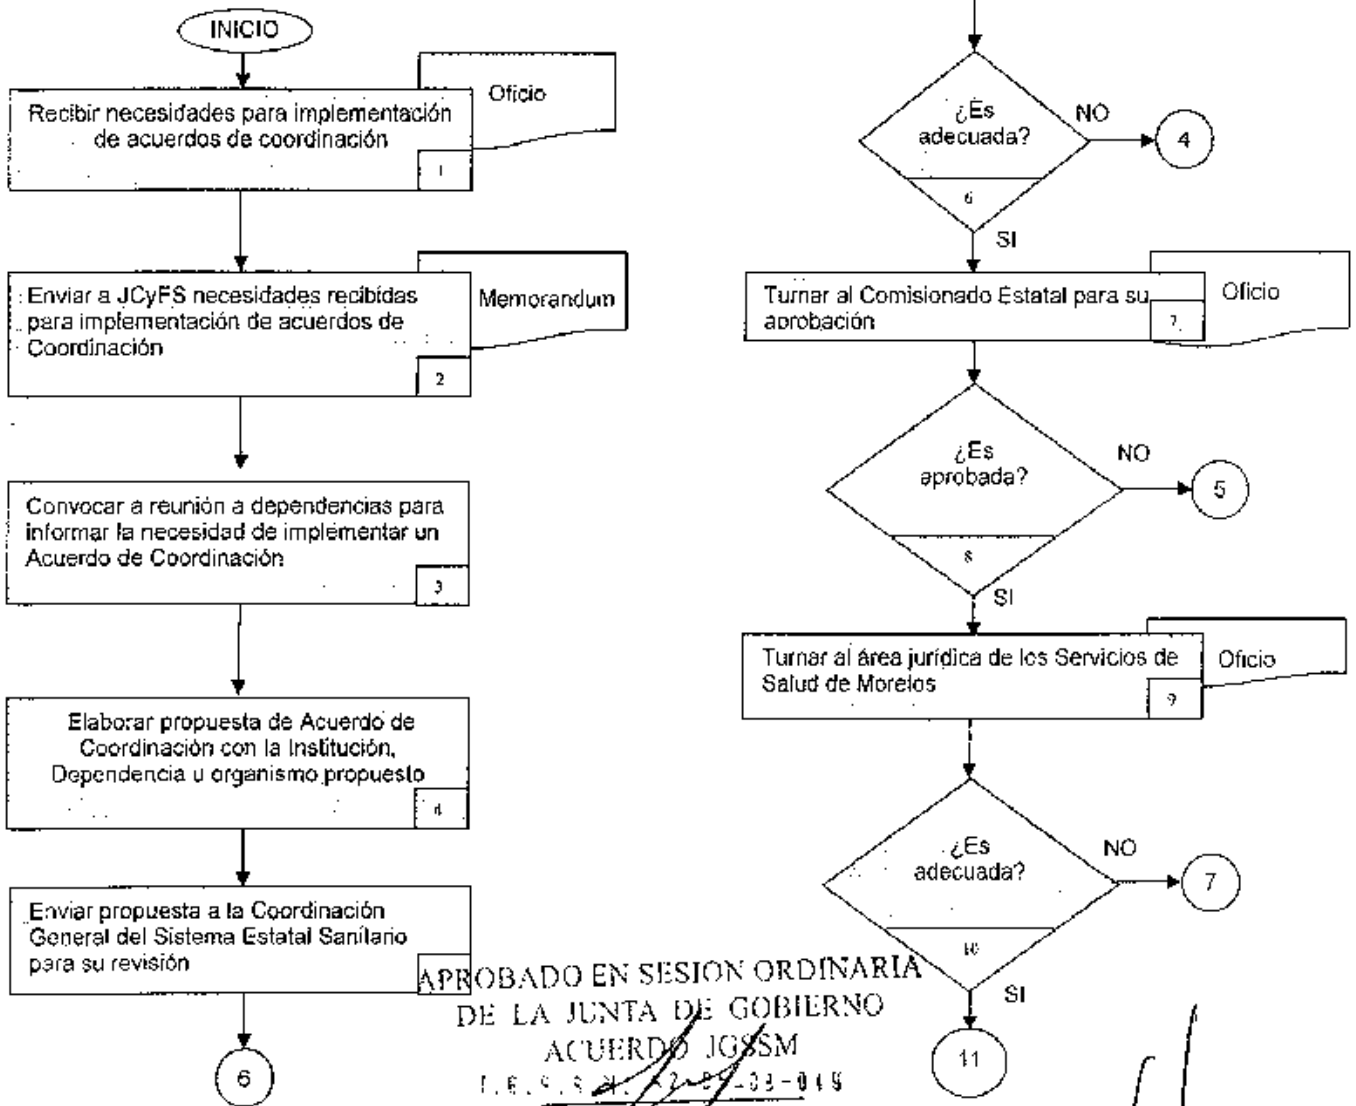 INICIO
Recibir necesidades para implementación
de acuerdos de coordinación
1
Oficio
Enviar a JCyFS necesidades recibidas
para implementación de acuerdos de
Coordinación
2
Memorandum
Convocar a reunión a dependencias para
informar la necesidad de implementar un
Acuerdo de Coordinación
3
Elaborar propuesta de Acuerdo de
Coordinación con la Institución,
Dependencia u organismo propuesto
4
Enviar propuesta a la Coordinación
General del Sistema Estatal Sanitario
para su revisión
6
¿Es
adecuada?
6
NO
4
SI
Turnar al Comisionado Estatal para su
aprobación
7
Oficio
¿Es
aprobada?
8
NO
5
SI
Turnar al área jurídica de los Servicios de
Salud de Morelos
9
Oficio
¿Es
adecuada?
10
NO
7
SI
11
APROBADO EN SESION ORDINARIA
DE LA JUNTA DE GOBIERNO
ACUERDO JGSSM